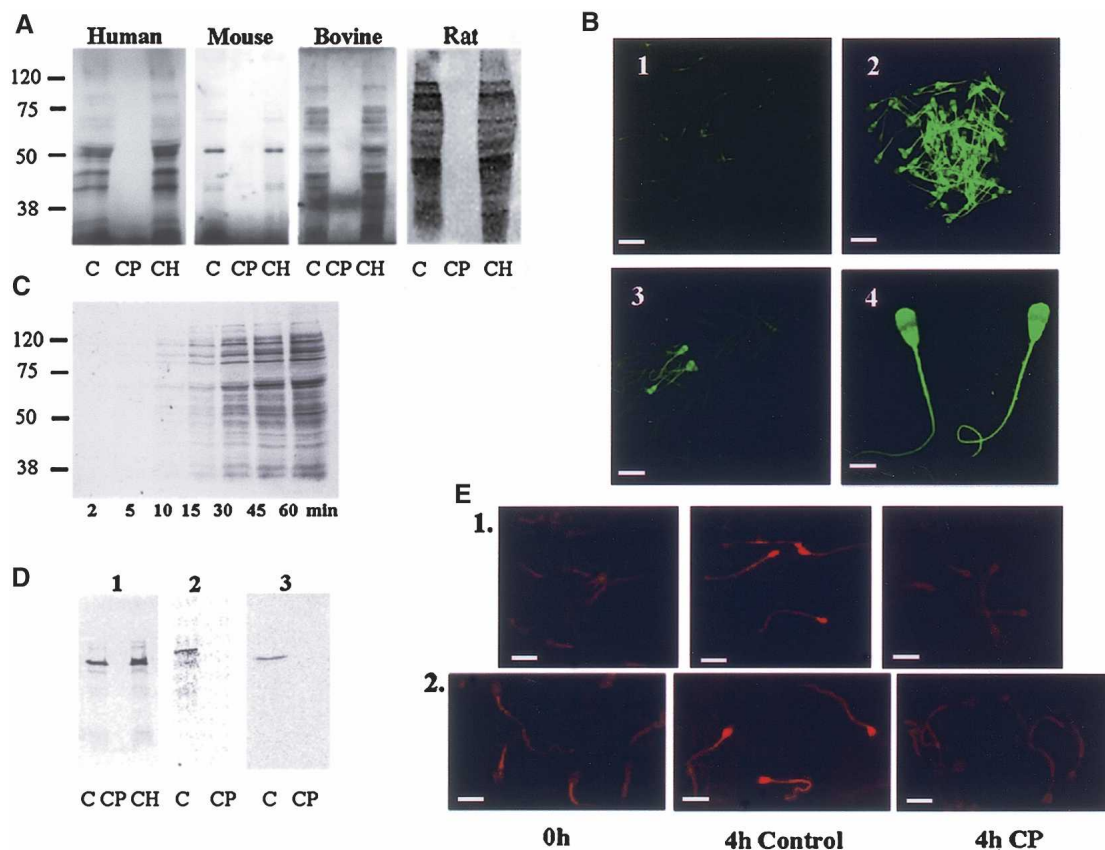 A
Human Mouse Bovine Rat
120
75
50
38
C CP CH C CP CH C CP CH C CP CH
B
1 2
3 4
C
120
75
50
38
2 5 10 15 30 45 60 min
D
1 2 3
C CP CH C CP C CP
E
1.
2.
0h 4h Control 4h CP